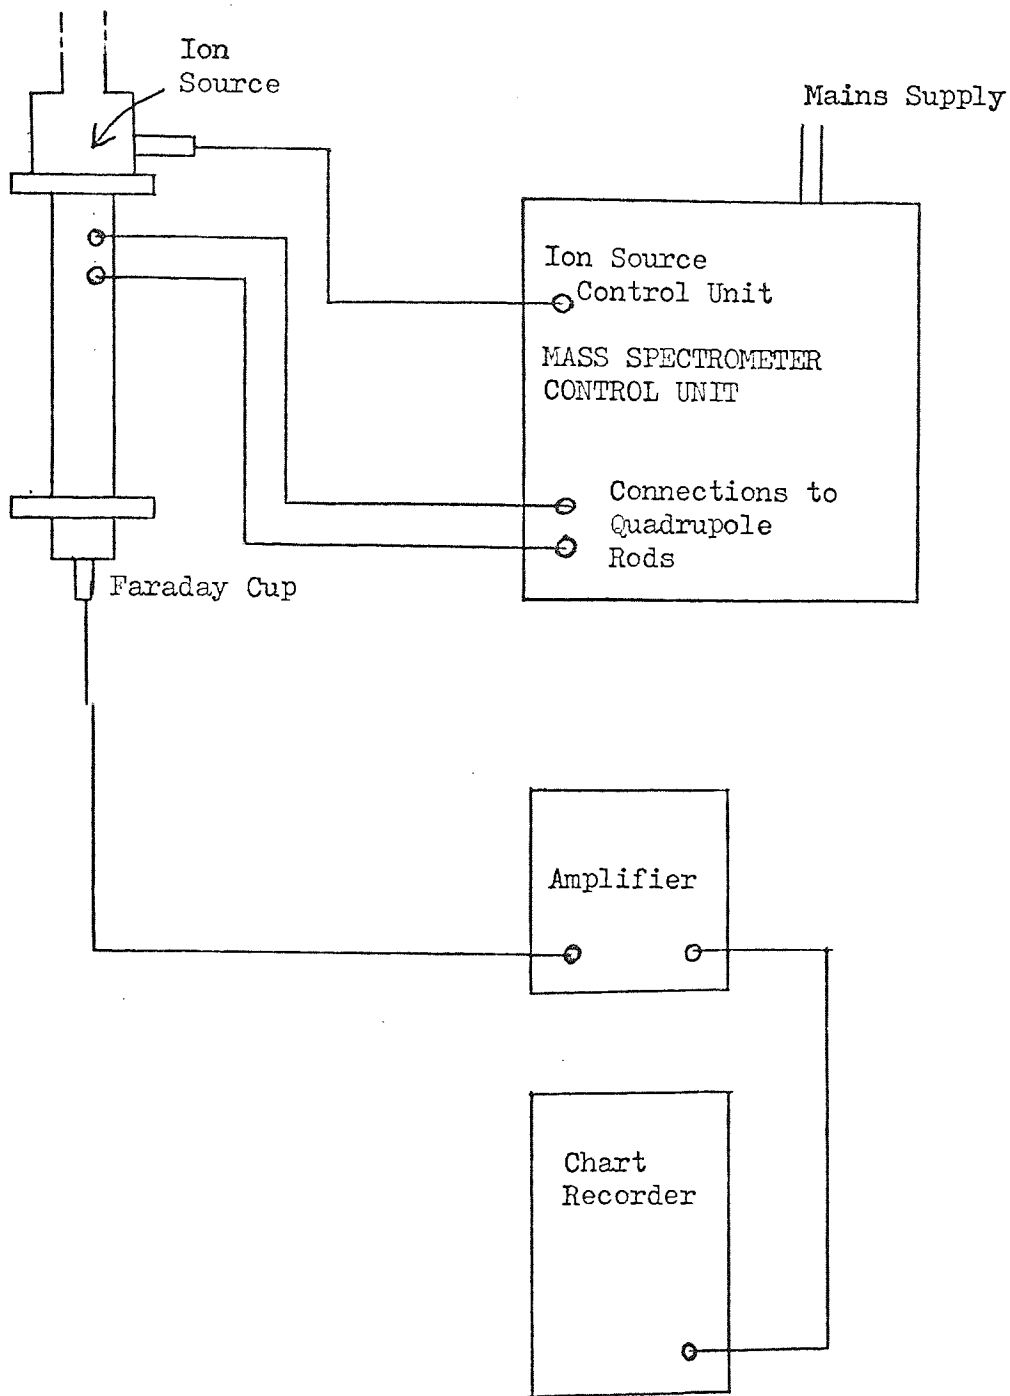 Ion
Source
Mains Supply
Ion Source
Control Unit
MASS SPECTROMETER
CONTROL UNIT
Connections to
Quadrupole
Rods
Faraday Cup
Amplifier
Chart
Recorder